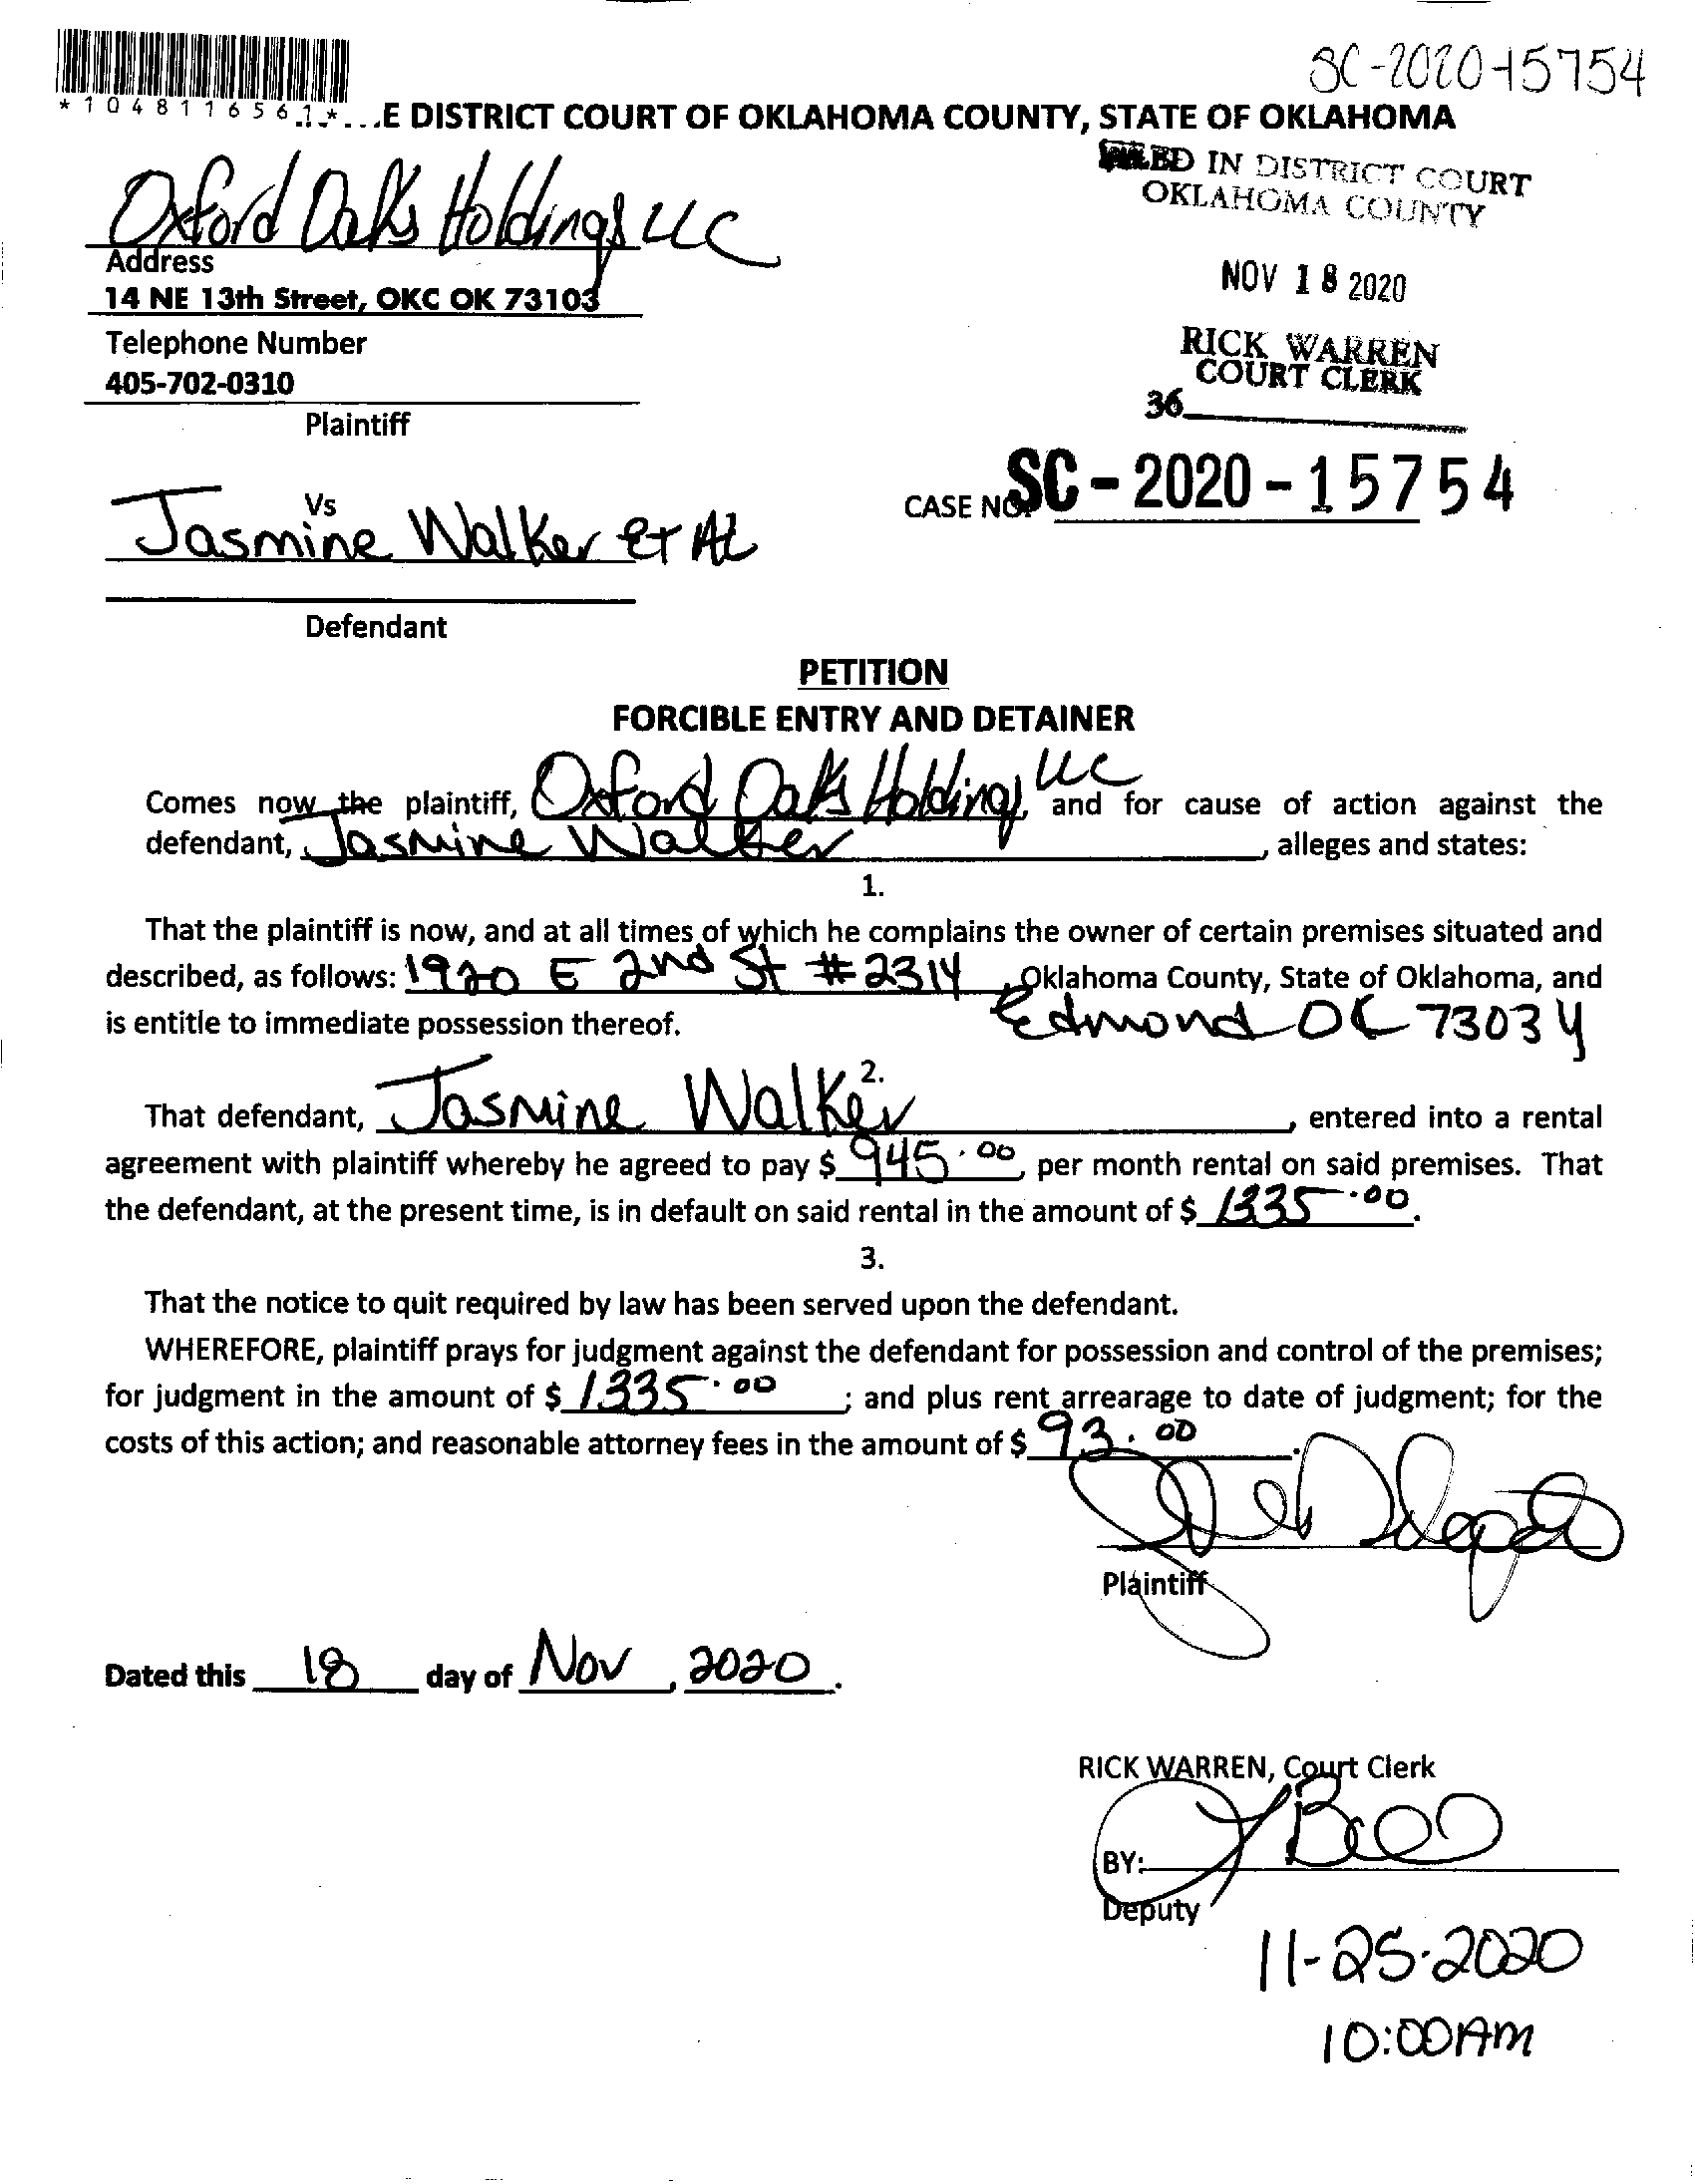 SC-2020-15754
*1048116561*...E DISTRICT COURT OF OKLAHOMA COUNTY, STATE OF OKLAHOMA
FILED IN DISTRICT COURT
OKLAHOMA COUNTY
Oxford Oaks Holdings LLC
Address
14 NE 13th Street, OKC OK 73103
NOV 18 2020
Telephone Number
405-702-0310
RICK WARREN
COURT CLERK
36
Plaintiff
Vs
CASE NO. SC-2020-15754
Jasmine Walker et AL
Defendant
PETITION
FORCIBLE ENTRY AND DETAINER
Comes now the plaintiff, Oxford Oaks Holdings, LLC and for cause of action against the
defendant, Jasmine Walker, alleges and states:
1.
That the plaintiff is now, and at all times of which he complains the owner of certain premises situated and
described, as follows: 1920 E 2nd St #2314, Oklahoma County, State of Oklahoma, and
is entitle to immediate possession thereof. Edmond OK 73034
2.
That defendant, Jasmine Walker, entered into a rental
agreement with plaintiff whereby he agreed to pay $ 945.00, per month rental on said premises. That
the defendant, at the present time, is in default on said rental in the amount of $ 1335.00.
3.
That the notice to quit required by law has been served upon the defendant.
WHEREFORE, plaintiff prays for judgment against the defendant for possession and control of the premises;
for judgment in the amount of $ 1335.00; and plus rent arrearage to date of judgment; for the
costs of this action; and reasonable attorney fees in the amount of $ 93.00.
Plaintiff
Dated this 18 day of Nov, 2020.
RICK WARREN, Court Clerk
BY:
Deputy
11-25-2020
10:00AM